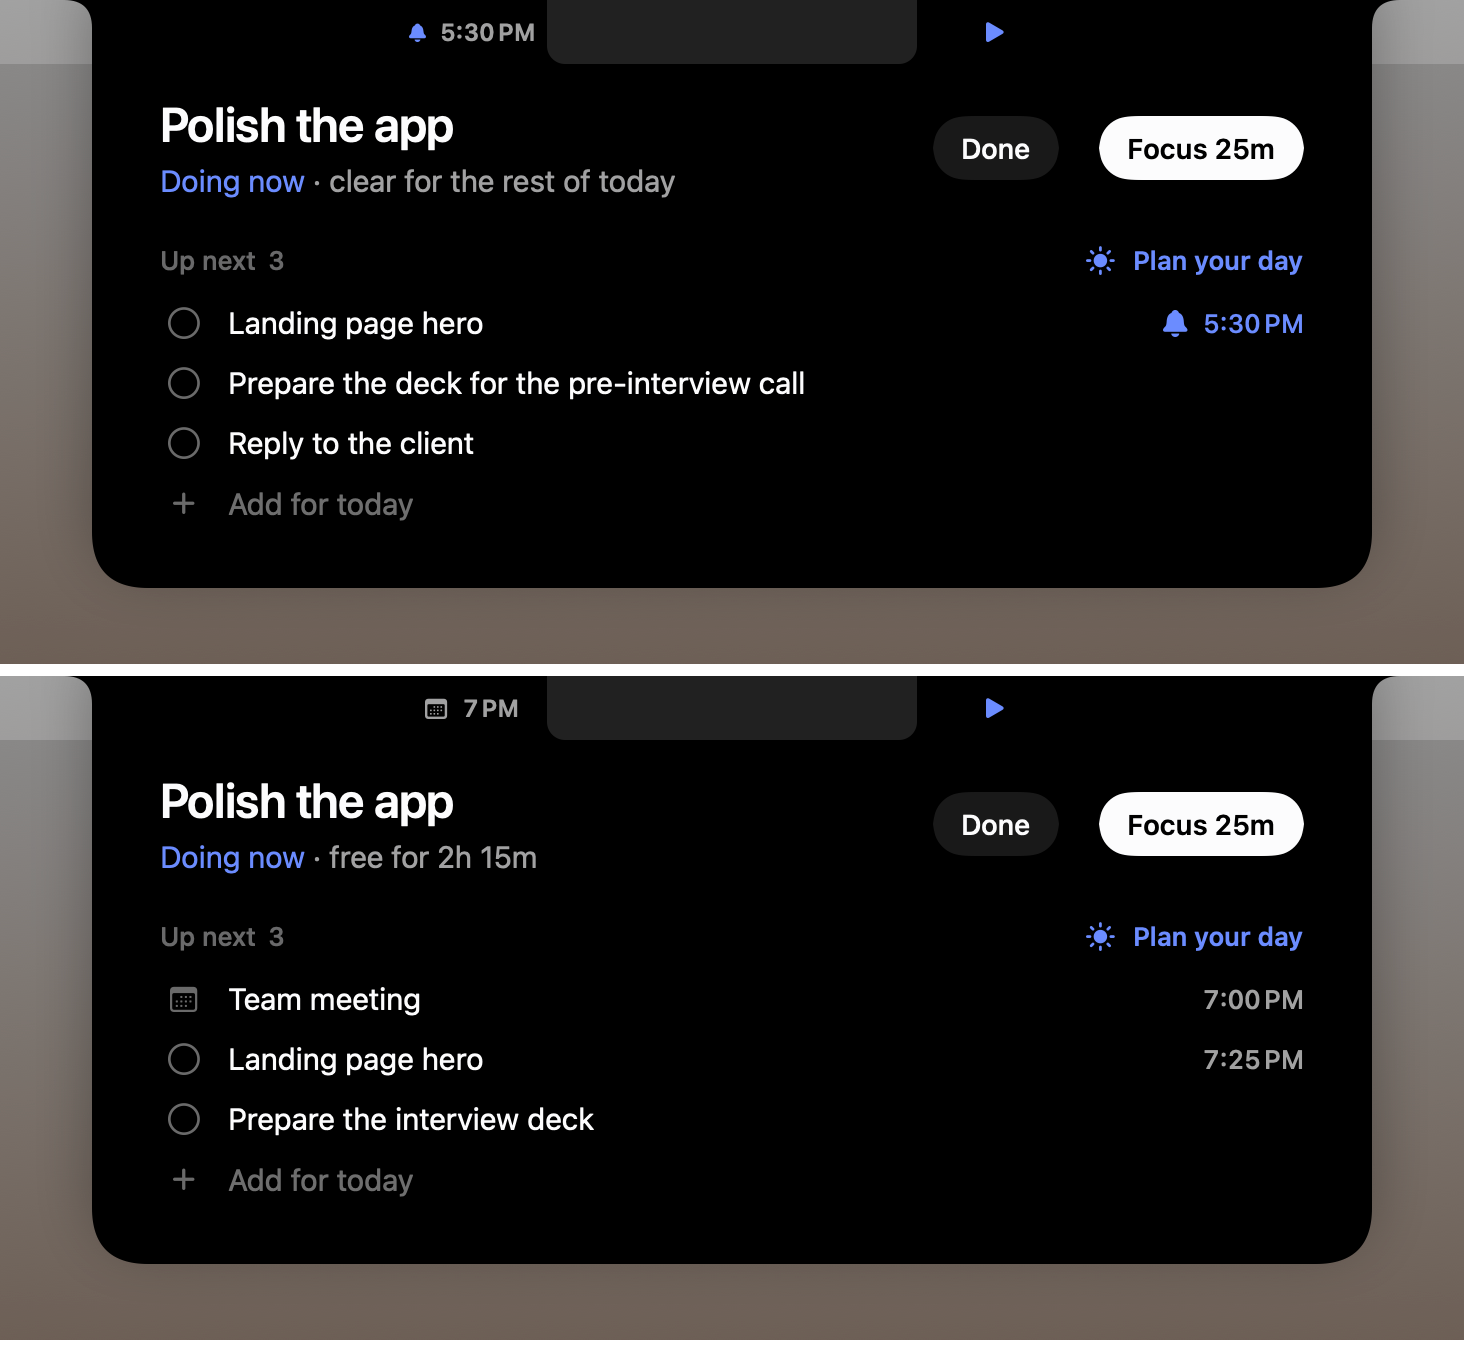 5:30 PM
Polish the app
Doing now · clear for the rest of today
Done
Focus 25m
Up next 3
Plan your day
Landing page hero
5:30 PM
Prepare the deck for the pre-interview call
Reply to the client
+ Add for today
7 PM
Polish the app
Doing now · free for 2h 15m
Done
Focus 25m
Up next 3
Plan your day
Team meeting
7:00 PM
Landing page hero
7:25 PM
Prepare the interview deck
+ Add for today